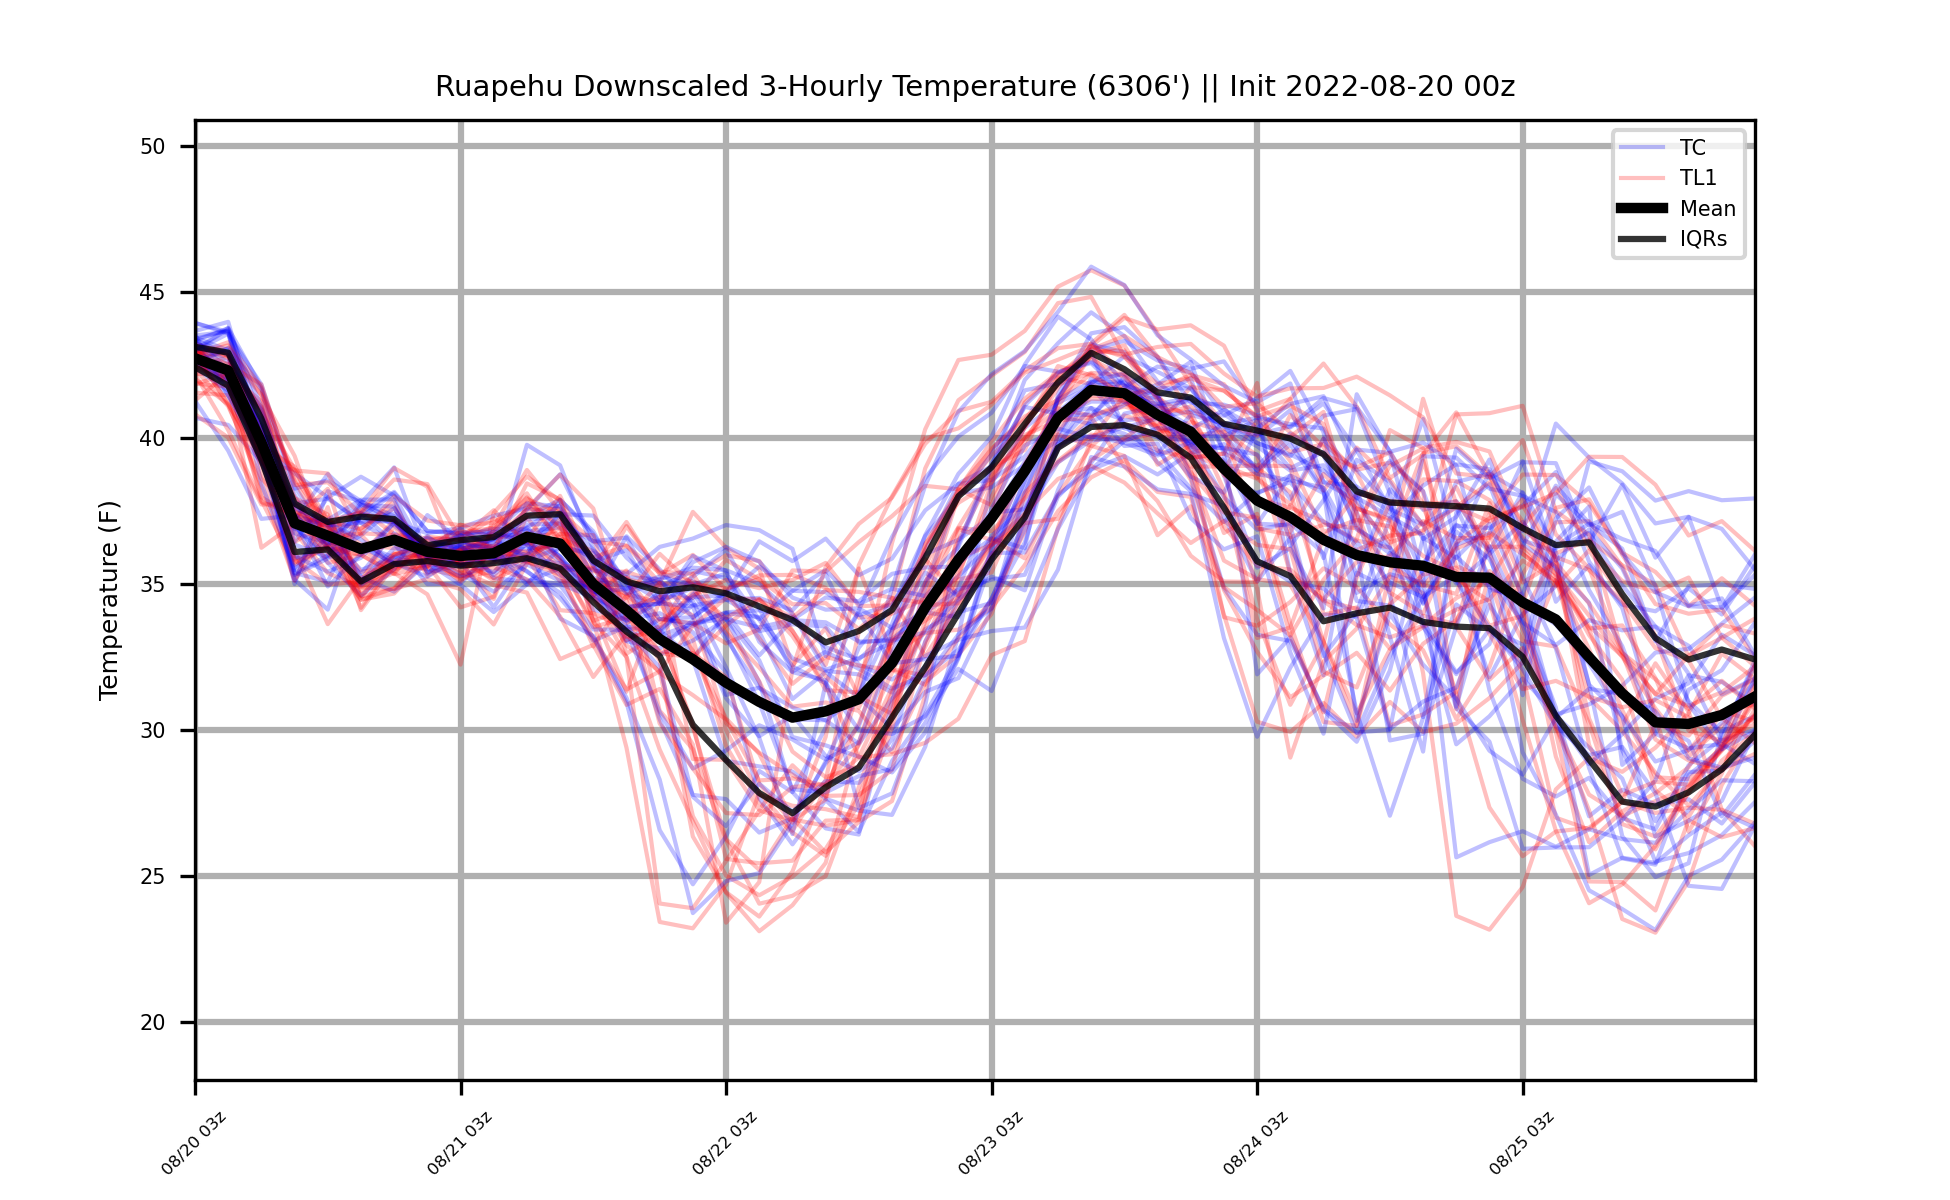 Ruapehu Downscaled 3-Hourly Temperature (6306') || Init 2022-08-20 00z
TC
TL1
Mean
IQRs
Temperature (F)
50
45
40
35
30
25
20
08/20 03z
08/21 03z
08/22 03z
08/23 03z
08/24 03z
08/25 03z